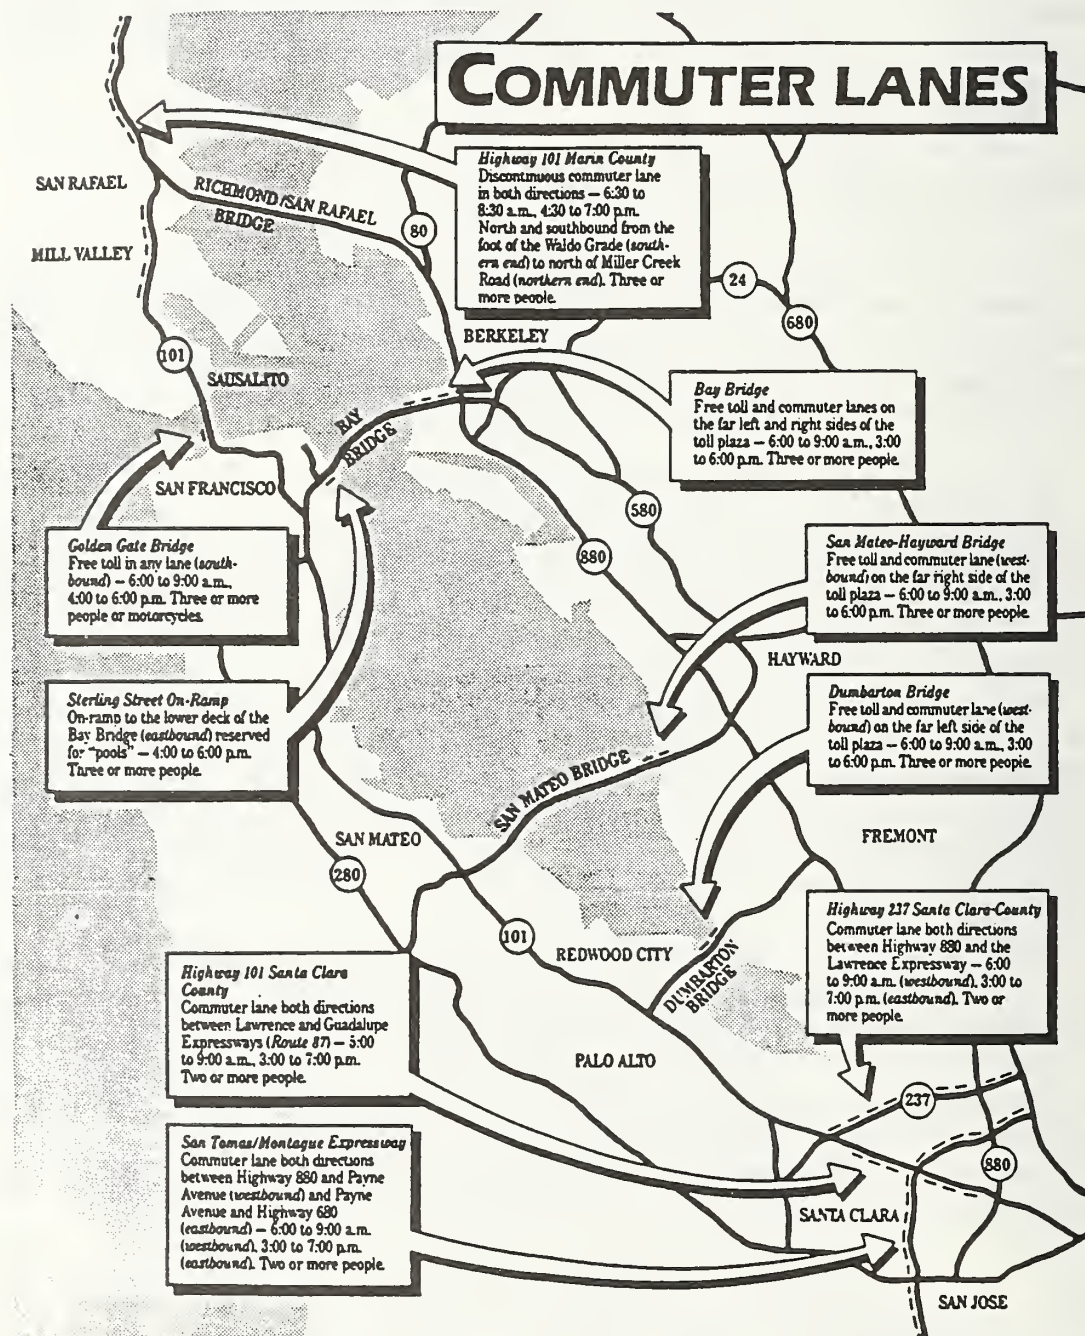 COMMUTER LANES
Highway 101 Marin County
Discontinuous commuter lane
in both directions — 6:30 to
8:30 a.m., 4:30 to 7:00 p.m.
North and southbound from the
foot of the Waldo Grade (south-
ern end) to north of Miller Creek
Road (northern end). Three or
more people.
SAN RAFAEL
RICHMOND/SAN RAFAEL
BRIDGE
80
MILL VALLEY
24
680
BERKELEY
101
SAUSALITO
Bay Bridge
Free toll and commuter lanes on
the far left and right sides of the
toll plaza — 6:00 to 9:00 a.m., 3:00
to 6:00 p.m. Three or more people.
BAY
BRIDGE
SAN FRANCISCO
580
880
Golden Gate Bridge
Free toll in any lane (south-
bound) — 6:00 to 9:00 a.m.,
4:00 to 6:00 p.m. Three or more
people or motorcycles.
San Mateo-Hayward Bridge
Free toll and commuter lane (west-
bound) on the far right side of the
toll plaza — 6:00 to 9:00 a.m., 3:00
to 6:00 p.m. Three or more people.
HAYWARD
Sterling Street On-Ramp
On-ramp to the lower deck of the
Bay Bridge (eastbound) reserved
for "pools" — 4:00 to 6:00 p.m.
Three or more people.
Dumbarton Bridge
Free toll and commuter lane (west-
bound) on the far left side of the
toll plaza — 6:00 to 9:00 a.m., 3:00
to 6:00 p.m. Three or more people.
SAN MATEO BRIDGE
SAN MATEO
FREMONT
280
101
REDWOOD CITY
DUMBARTON
BRIDGE
Highway 237 Santa Clara County
Commuter lane both directions
between Highway 880 and the
Lawrence Expressway — 6:00
to 9:00 a.m. (westbound), 3:00 to
7:00 p.m. (eastbound). Two or
more people.
Highway 101 Santa Clara
County
Commuter lane both directions
between Lawrence and Guadalupe
Expressways (Route 87) — 5:00
to 9:00 a.m., 3:00 to 7:00 p.m.
Two or more people.
PALO ALTO
237
San Tomas/Montague Expressway
Commuter lane both directions
between Highway 880 and Payne
Avenue (westbound) and Payne
Avenue and Highway 680
(eastbound) — 6:00 to 9:00 a.m.
(westbound), 3:00 to 7:00 p.m.
(eastbound). Two or more people.
880
SANTA CLARA
SAN JOSE